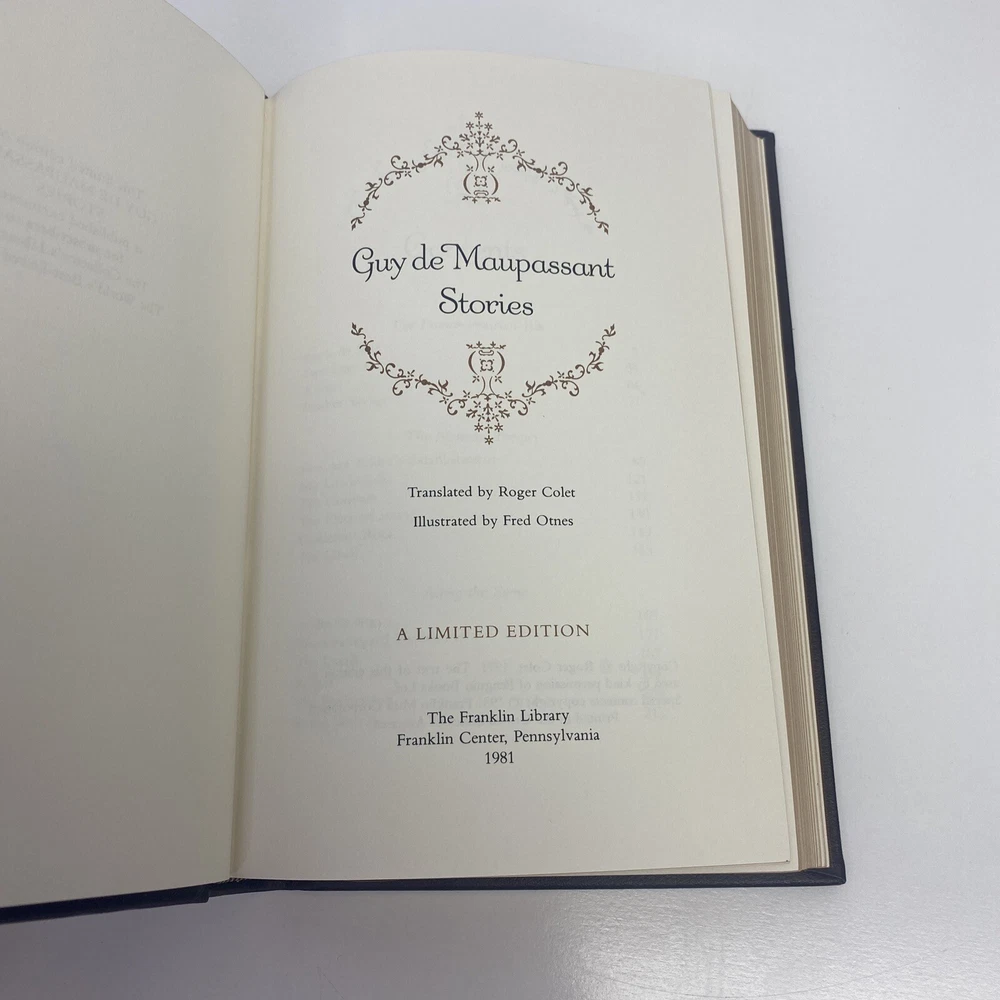 Guy de Maupassant
Stories
Translated by Roger Colet
Illustrated by Fred Otnes
A LIMITED EDITION
The Franklin Library
Franklin Center, Pennsylvania
1981